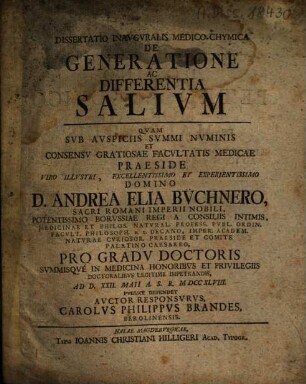 DISSERTATIO INAVGVRALIS MEDICO-CHYMICA
DE
GENERATIONE
AC
DIFFERENTIA
SALIVM
QVAM
SVB AVSPICIIS SVMMI NVMINIS
ET
CONSENSV GRATIOSAE FACVLTATIS MEDICAE
PRAESIDE
VIRO ILLVSTRI, EXCELLENTISSIMO ET EXPERIENTISSIMO
DOMINO
D. ANDREA ELIA BVCHNERO,
SACRI ROMANI IMPERII NOBILI,
POTENTISSIMO BORVSSIAE REGI A CONSILIIS INTIMIS,
MEDICINAE ET PHILOS. NATVRAL. PROFESS. PVBL. ORDIN.
FACVLT. PHILOSOPH. DECANO, IMPER. ACADEM.
NATVRAE CVRIOSOR. PRAESIDE ET COMITE
PALATINO CAESAREO,
PRO GRADV DOCTORIS
SVMMISQVE IN MEDICINA HONORIBVS ET PRIVILEGIIS
DOCTORALIBVS LEGITIME IMPETRANDIS,
AD D. XXII. MAII A. S. R. MDCCXLVIII.
PVBLICE DEFENDET
AVCTOR RESPONSVRVS,
CAROLVS PHILIPPVS BRANDES,
BEROLINENSIS.
HALAE MAGDEBVRGICAE,
TYPIS IOANNIS CHRISTIANI HILLIGERI ACAD. TYPOGR.